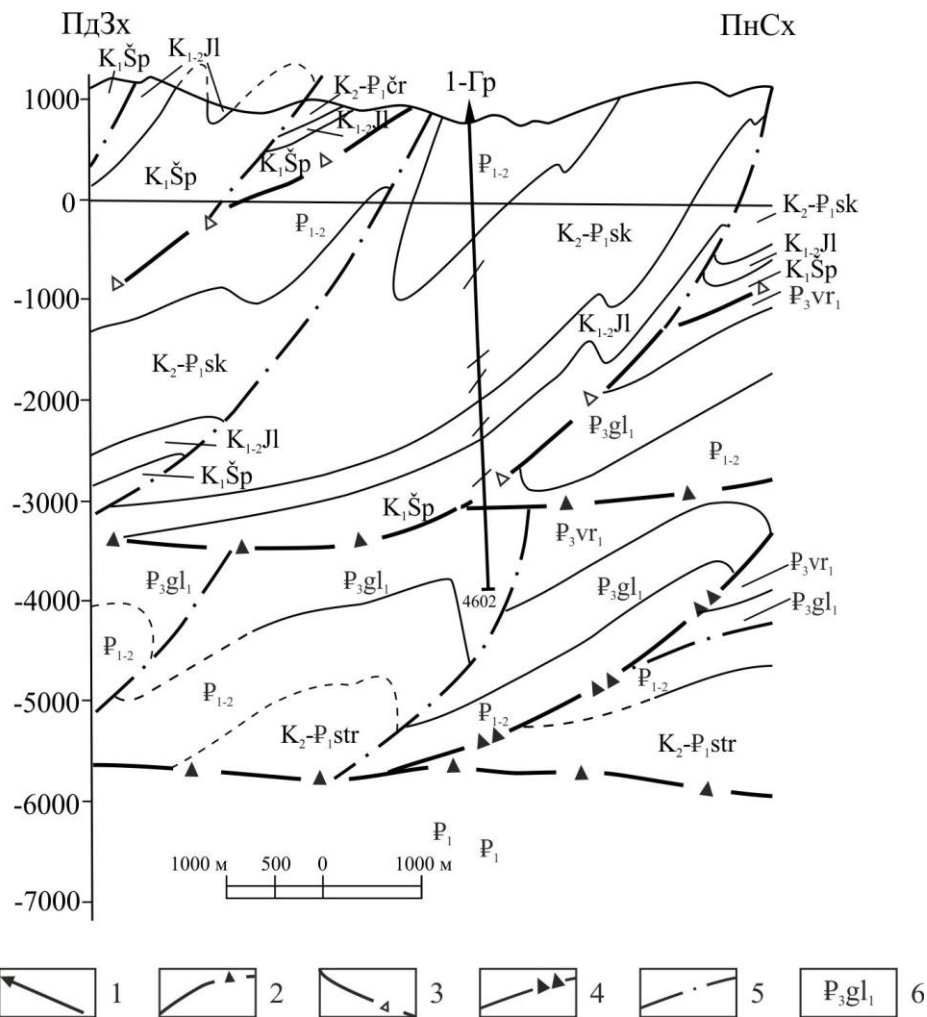 ПдЗх ПнСх
K₁Šp K₁₋₂Jl
1000 1-Гр K₂-₽₁čr
K₁₋₂Jl
K₁Šp K₁Šp ₽₁₋₂
0 ₽₁₋₂ K₂-₽₁sk K₂-₽₁sk
K₁₋₂Jl
K₁Šp
-1000 ₽₃vr₁
K₁₋₂Jl
K₂-₽₁sk
-2000
K₁₋₂Jl ₽₃gl₁
K₁Šp ₽₁₋₂
-3000 K₁Šp
₽₃vr₁
₽₃gl₁ ₽₃gl₁ ₽₃gl₁ ₽₃vr₁
-4000 4602 ₽₃gl₁
₽₁₋₂
₽₁₋₂ ₽₁₋₂
-5000 ₽₁₋₂
K₂-₽₁str K₂-₽₁str
-6000
₽₁ ₽₁
1000 м 500 0 1000 м
-7000
1 2 3 4 5 ₽₃gl₁ 6